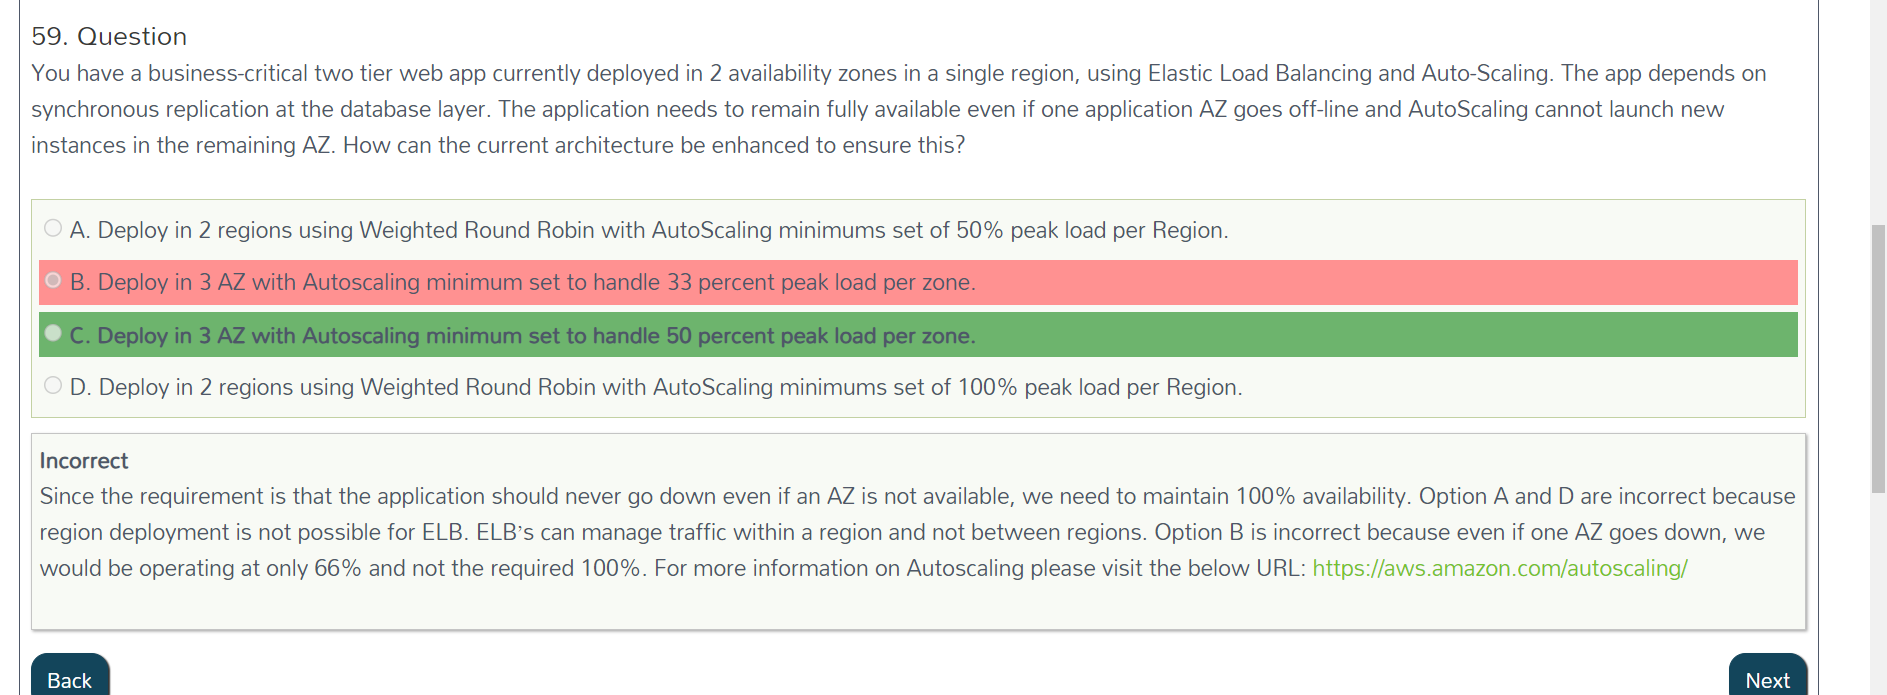 59. Question
You have a business-critical two tier web app currently deployed in 2 availability zones in a single region, using Elastic Load Balancing and Auto-Scaling. The app depends on
synchronous replication at the database layer. The application needs to remain fully available even if one application AZ goes off-line and AutoScaling cannot launch new
instances in the remaining AZ. How can the current architecture be enhanced to ensure this?
A. Deploy in 2 regions using Weighted Round Robin with AutoScaling minimums set of 50% peak load per Region.
B. Deploy in 3 AZ with Autoscaling minimum set to handle 33 percent peak load per zone.
C. Deploy in 3 AZ with Autoscaling minimum set to handle 50 percent peak load per zone.
D. Deploy in 2 regions using Weighted Round Robin with AutoScaling minimums set of 100% peak load per Region.
Incorrect
Since the requirement is that the application should never go down even if an AZ is not available, we need to maintain 100% availability. Option A and D are incorrect because
region deployment is not possible for ELB. ELB’s can manage traffic within a region and not between regions. Option B is incorrect because even if one AZ goes down, we
would be operating at only 66% and not the required 100%. For more information on Autoscaling please visit the below URL: https://aws.amazon.com/autoscaling/
Back
Next